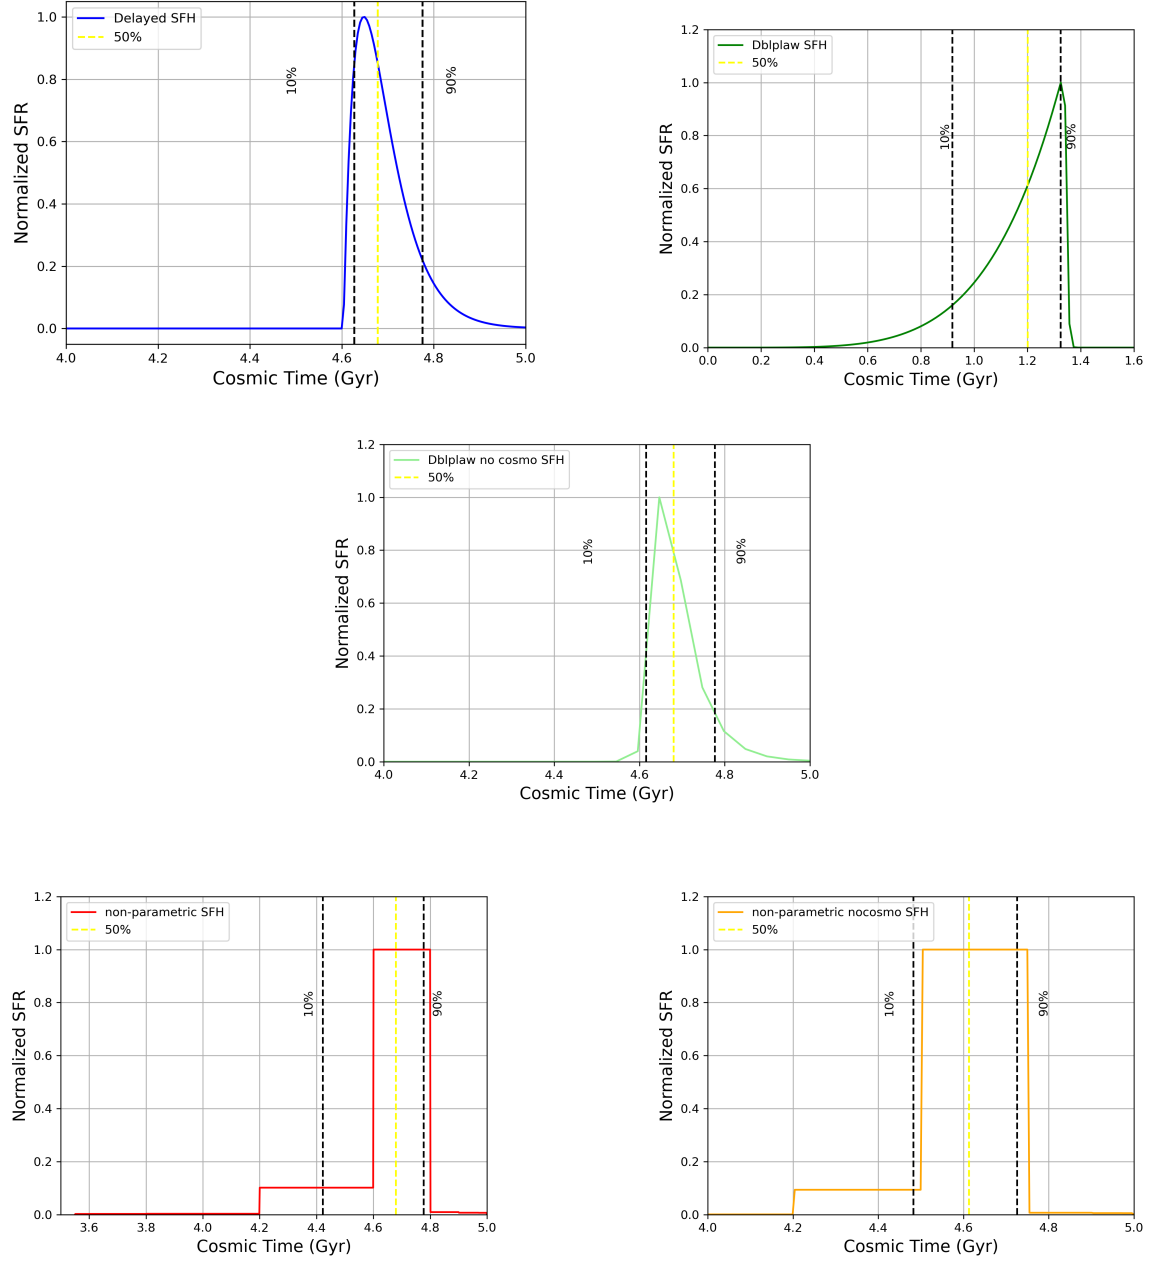 Delayed SFH
50%
1.0
0.8
0.6
0.4
0.2
0.0
Normalized SFR
10%
90%
4.0 4.2 4.4 4.6 4.8 5.0
Cosmic Time (Gyr)
Dblplaw SFH
50%
1.2
1.0
0.8
0.6
0.4
0.2
0.0
Normalized SFR
10%
90%
0.0 0.2 0.4 0.6 0.8 1.0 1.2 1.4 1.6
Cosmic Time (Gyr)
Dblplaw no cosmo SFH
50%
1.2
1.0
0.8
0.6
0.4
0.2
0.0
Normalized SFR
10%
90%
4.0 4.2 4.4 4.6 4.8 5.0
Cosmic Time (Gyr)
non-parametric SFH
50%
1.2
1.0
0.8
0.6
0.4
0.2
0.0
Normalized SFR
10%
90%
3.6 3.8 4.0 4.2 4.4 4.6 4.8 5.0
Cosmic Time (Gyr)
non-parametric nocosmo SFH
50%
1.2
1.0
0.8
0.6
0.4
0.2
0.0
Normalized SFR
10%
90%
4.0 4.2 4.4 4.6 4.8 5.0
Cosmic Time (Gyr)